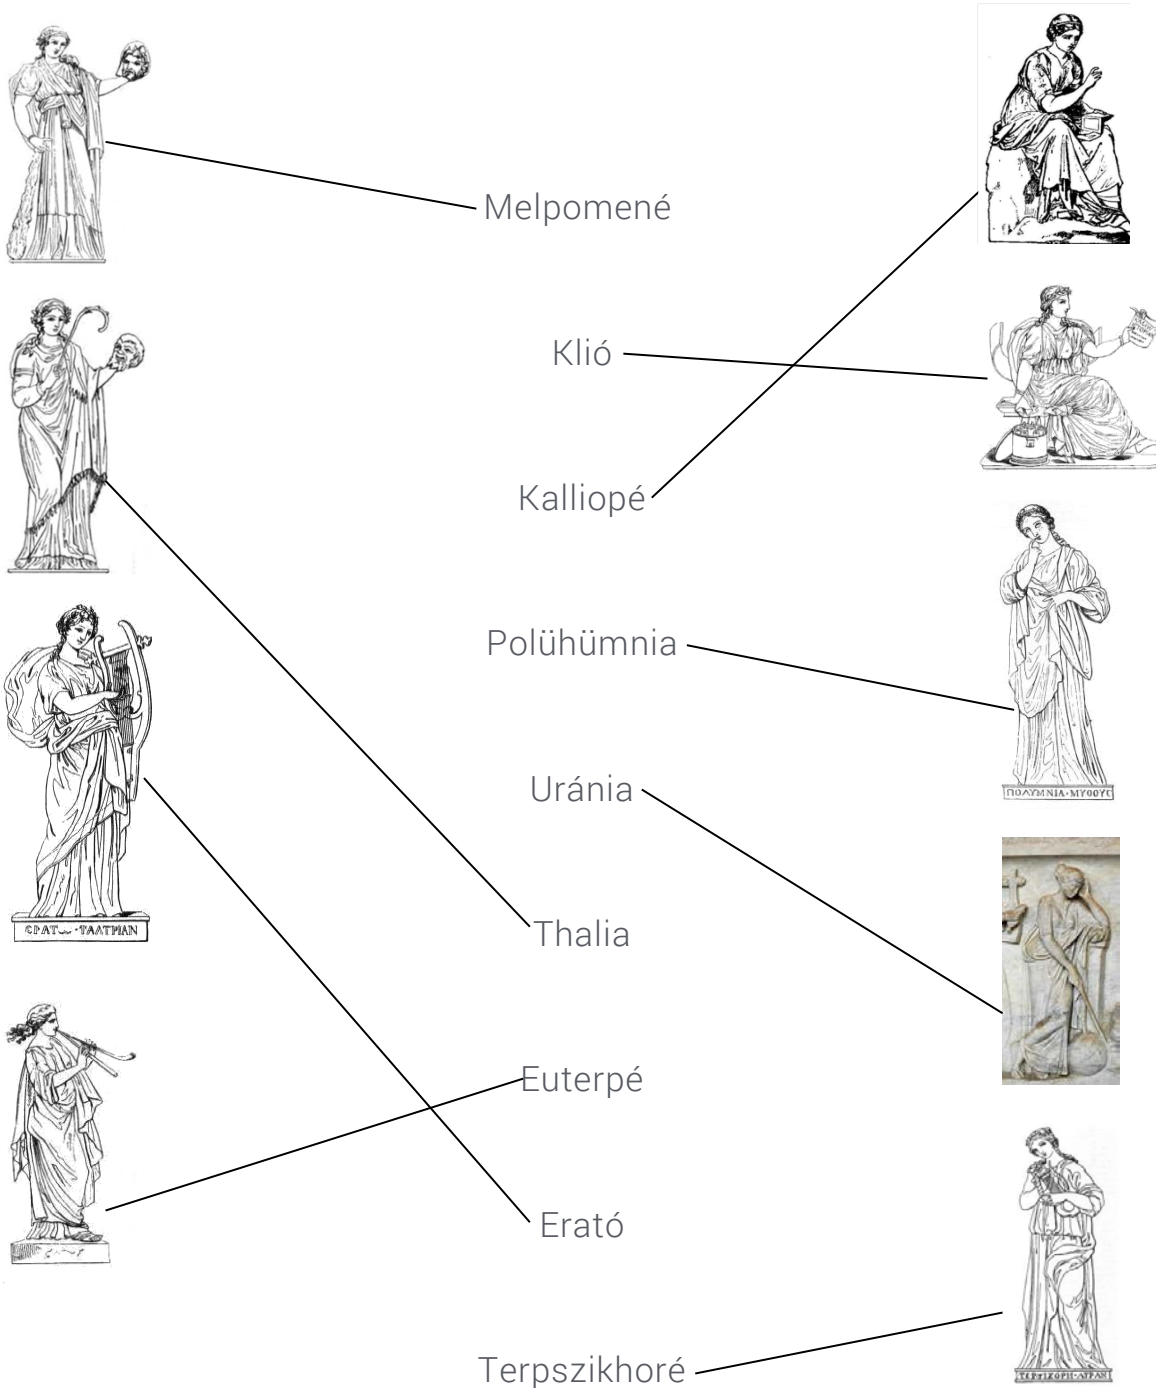 Melpomené
Klió
Kalliopé
Polühümnia
ΠΟΛΥΜΝΙΑ·ΜΥΘΟΥϹ
Uránia
Thalia
Euterpé
Erató
Terpszikhoré